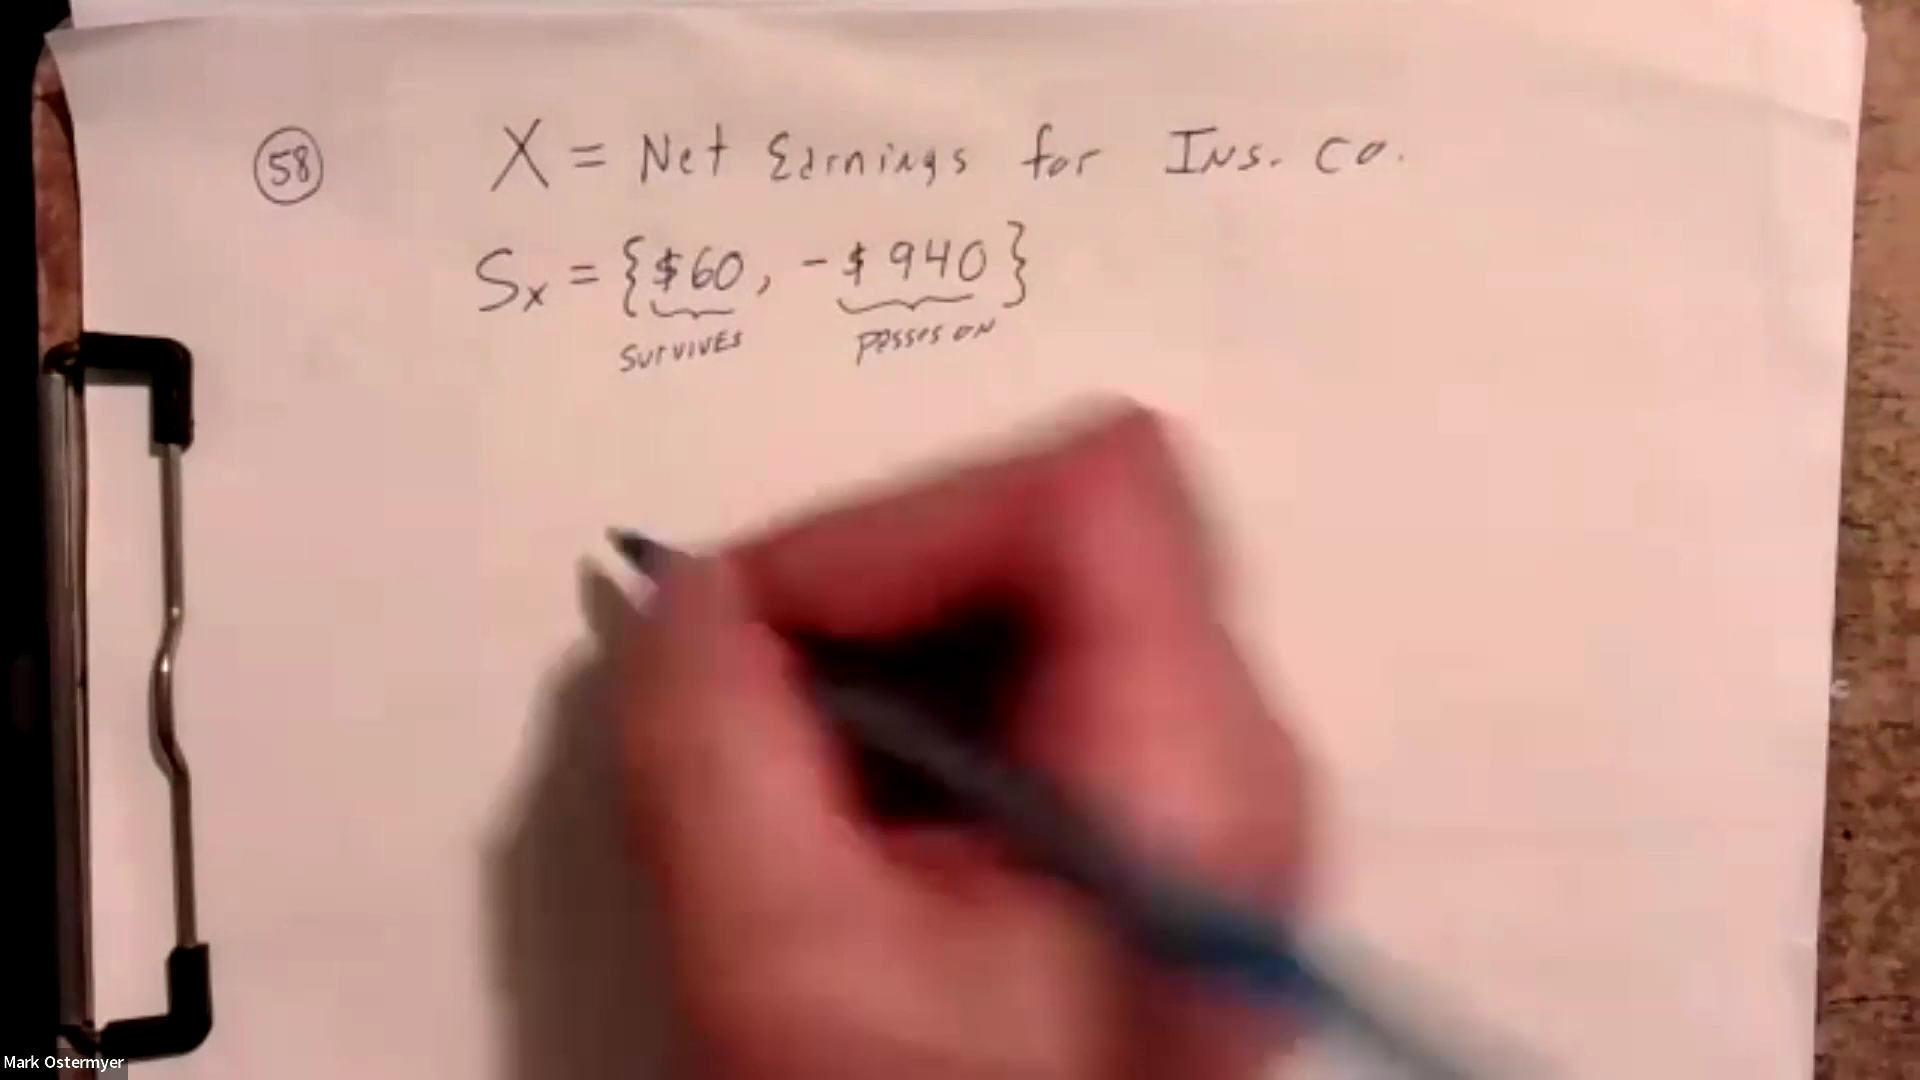 58 X = Net Earnings for Ins. co.
Sx = {$60, -$940}
SURVIVES passes on
Mark Ostermyer